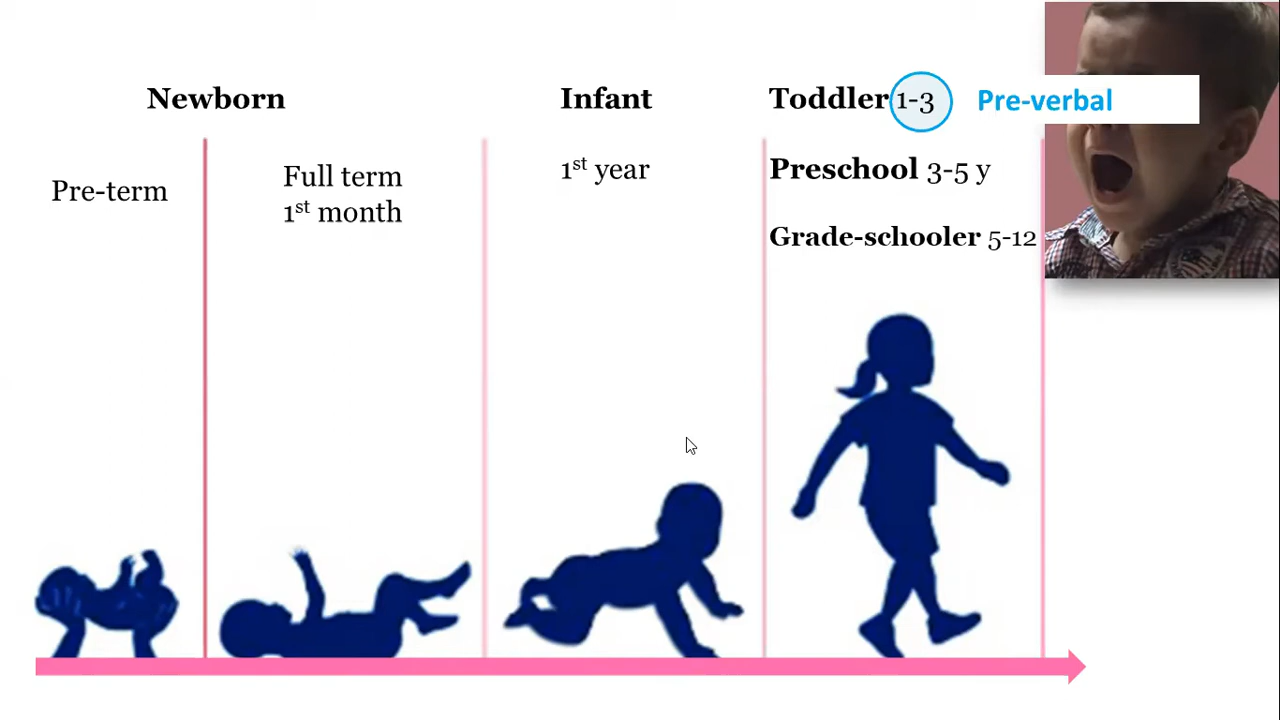 Newborn
Pre-term
Full term
1st month
Infant
1st year
Toddler 1-3 Pre-verbal
Preschool 3-5 y
Grade-schooler 5-12